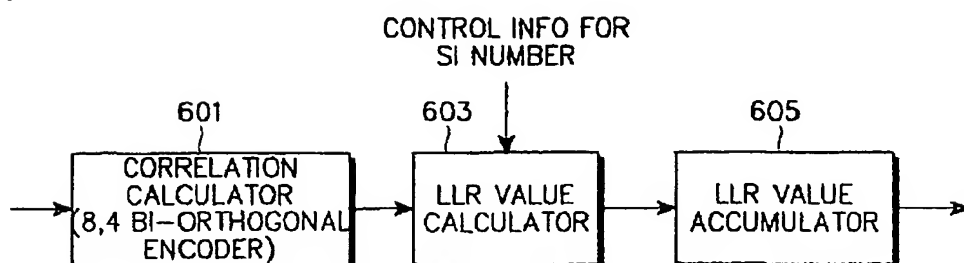 CONTROL INFO FOR
SI NUMBER
601
603
605
CORRELATION
CALCULATOR
(8,4 BI-ORTHOGONAL
ENCODER)
LLR VALUE
CALCULATOR
LLR VALUE
ACCUMULATOR